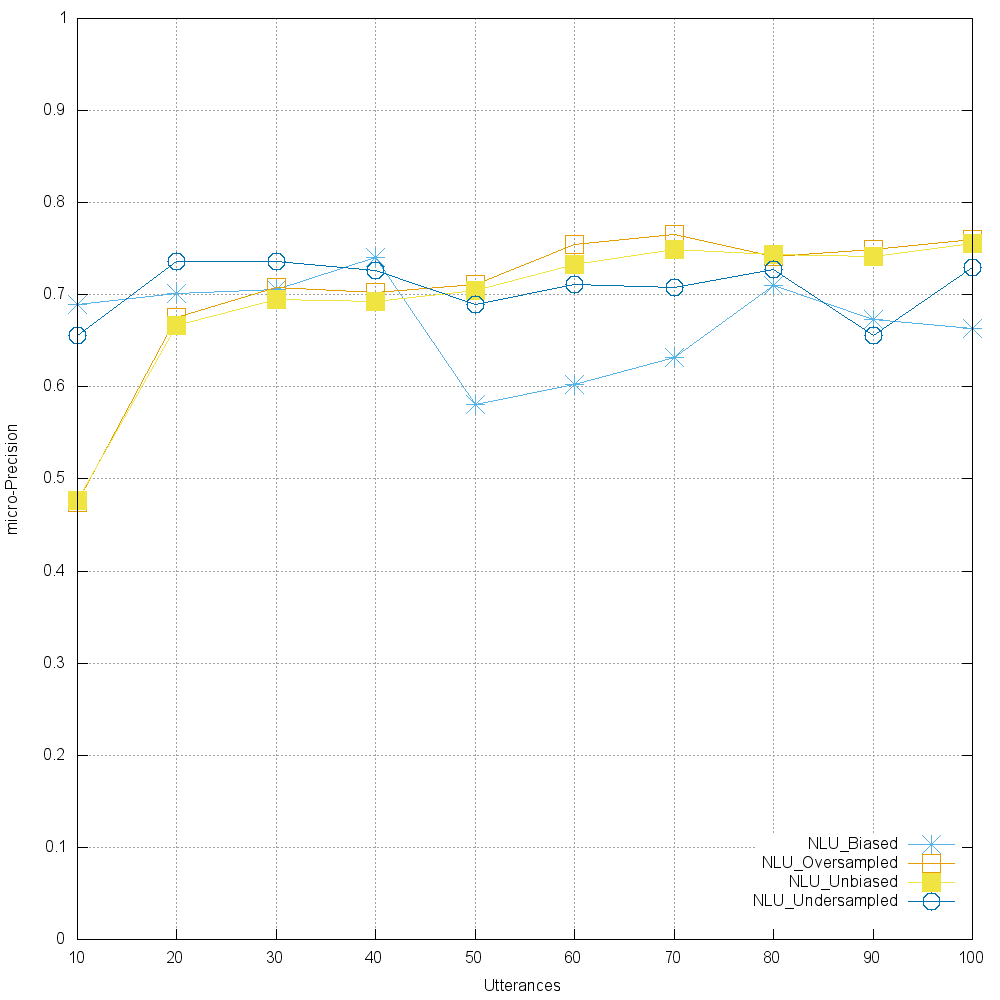 1
0.9
0.8
0.7
0.6
0.5
0.4
0.3
0.2
0.1
0
micro-Precision
NLU_Biased
NLU_Oversampled
NLU_Unbiased
NLU_Undersampled
10 20 30 40 50 60 70 80 90 100
Utterances